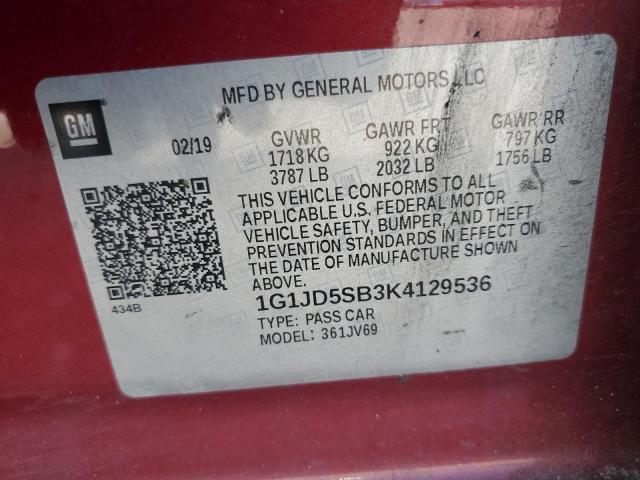 MFD BY GENERAL MOTORS LLC
GM
02/19
GVWR
1718 KG
3787 LB
GAWR FRT
922 KG
2032 LB
GAWR RR
797 KG
1756 LB
THIS VEHICLE CONFORMS TO ALL
APPLICABLE U.S. FEDERAL MOTOR
VEHICLE SAFETY, BUMPER, AND THEFT
PREVENTION STANDARDS IN EFFECT ON
THE DATE OF MANUFACTURE SHOWN
ABOVE.
434B
1G1JD5SB3K4129536
TYPE: PASS CAR
MODEL: 361JV69